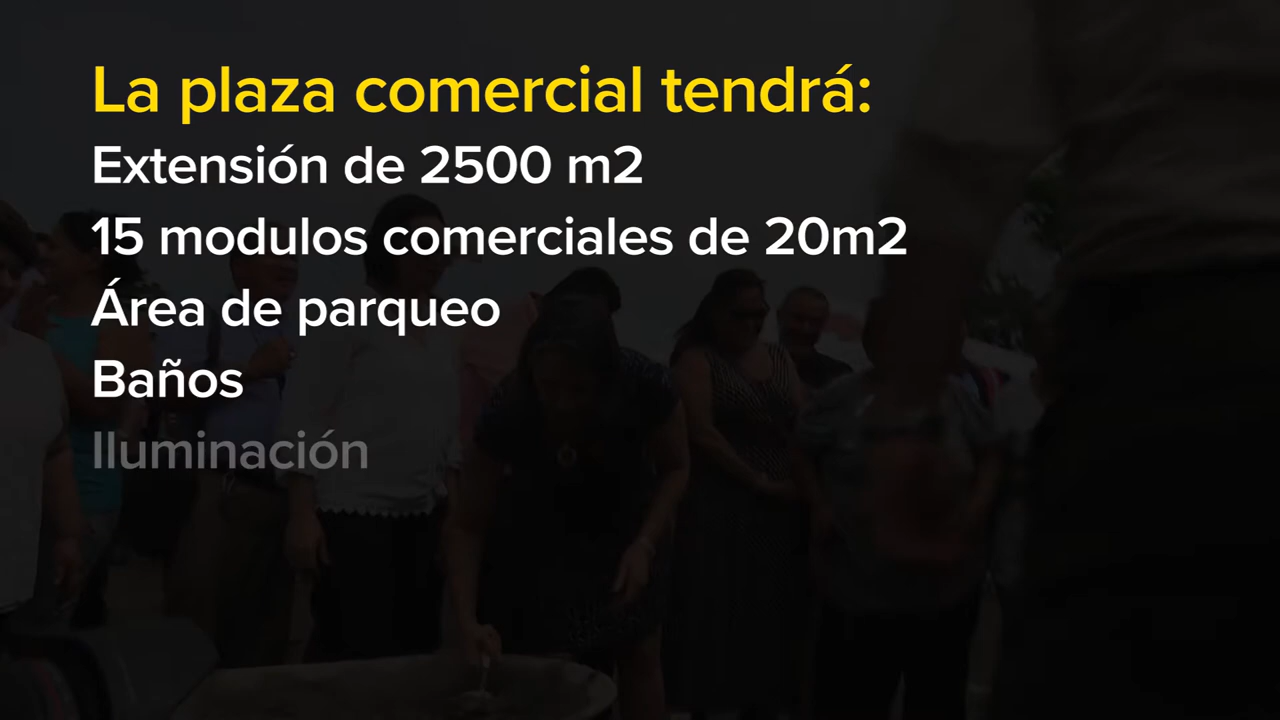 La plaza comercial tendrá:
Extensión de 2500 m2
15 modulos comerciales de 20m2
Área de parqueo
Baños
Iluminación